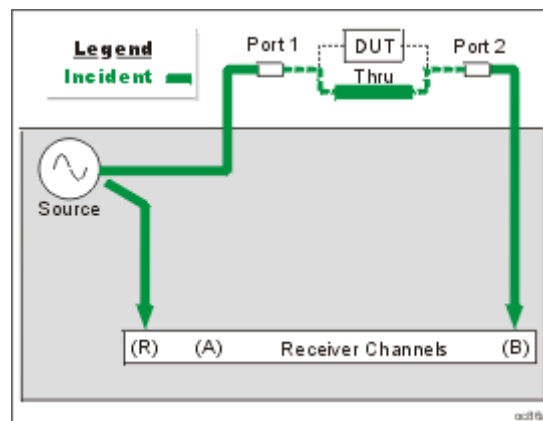 Legend
Incident
Port 1
DUT
Port 2
Thru
Source
(R) (A) Receiver Channels (B)